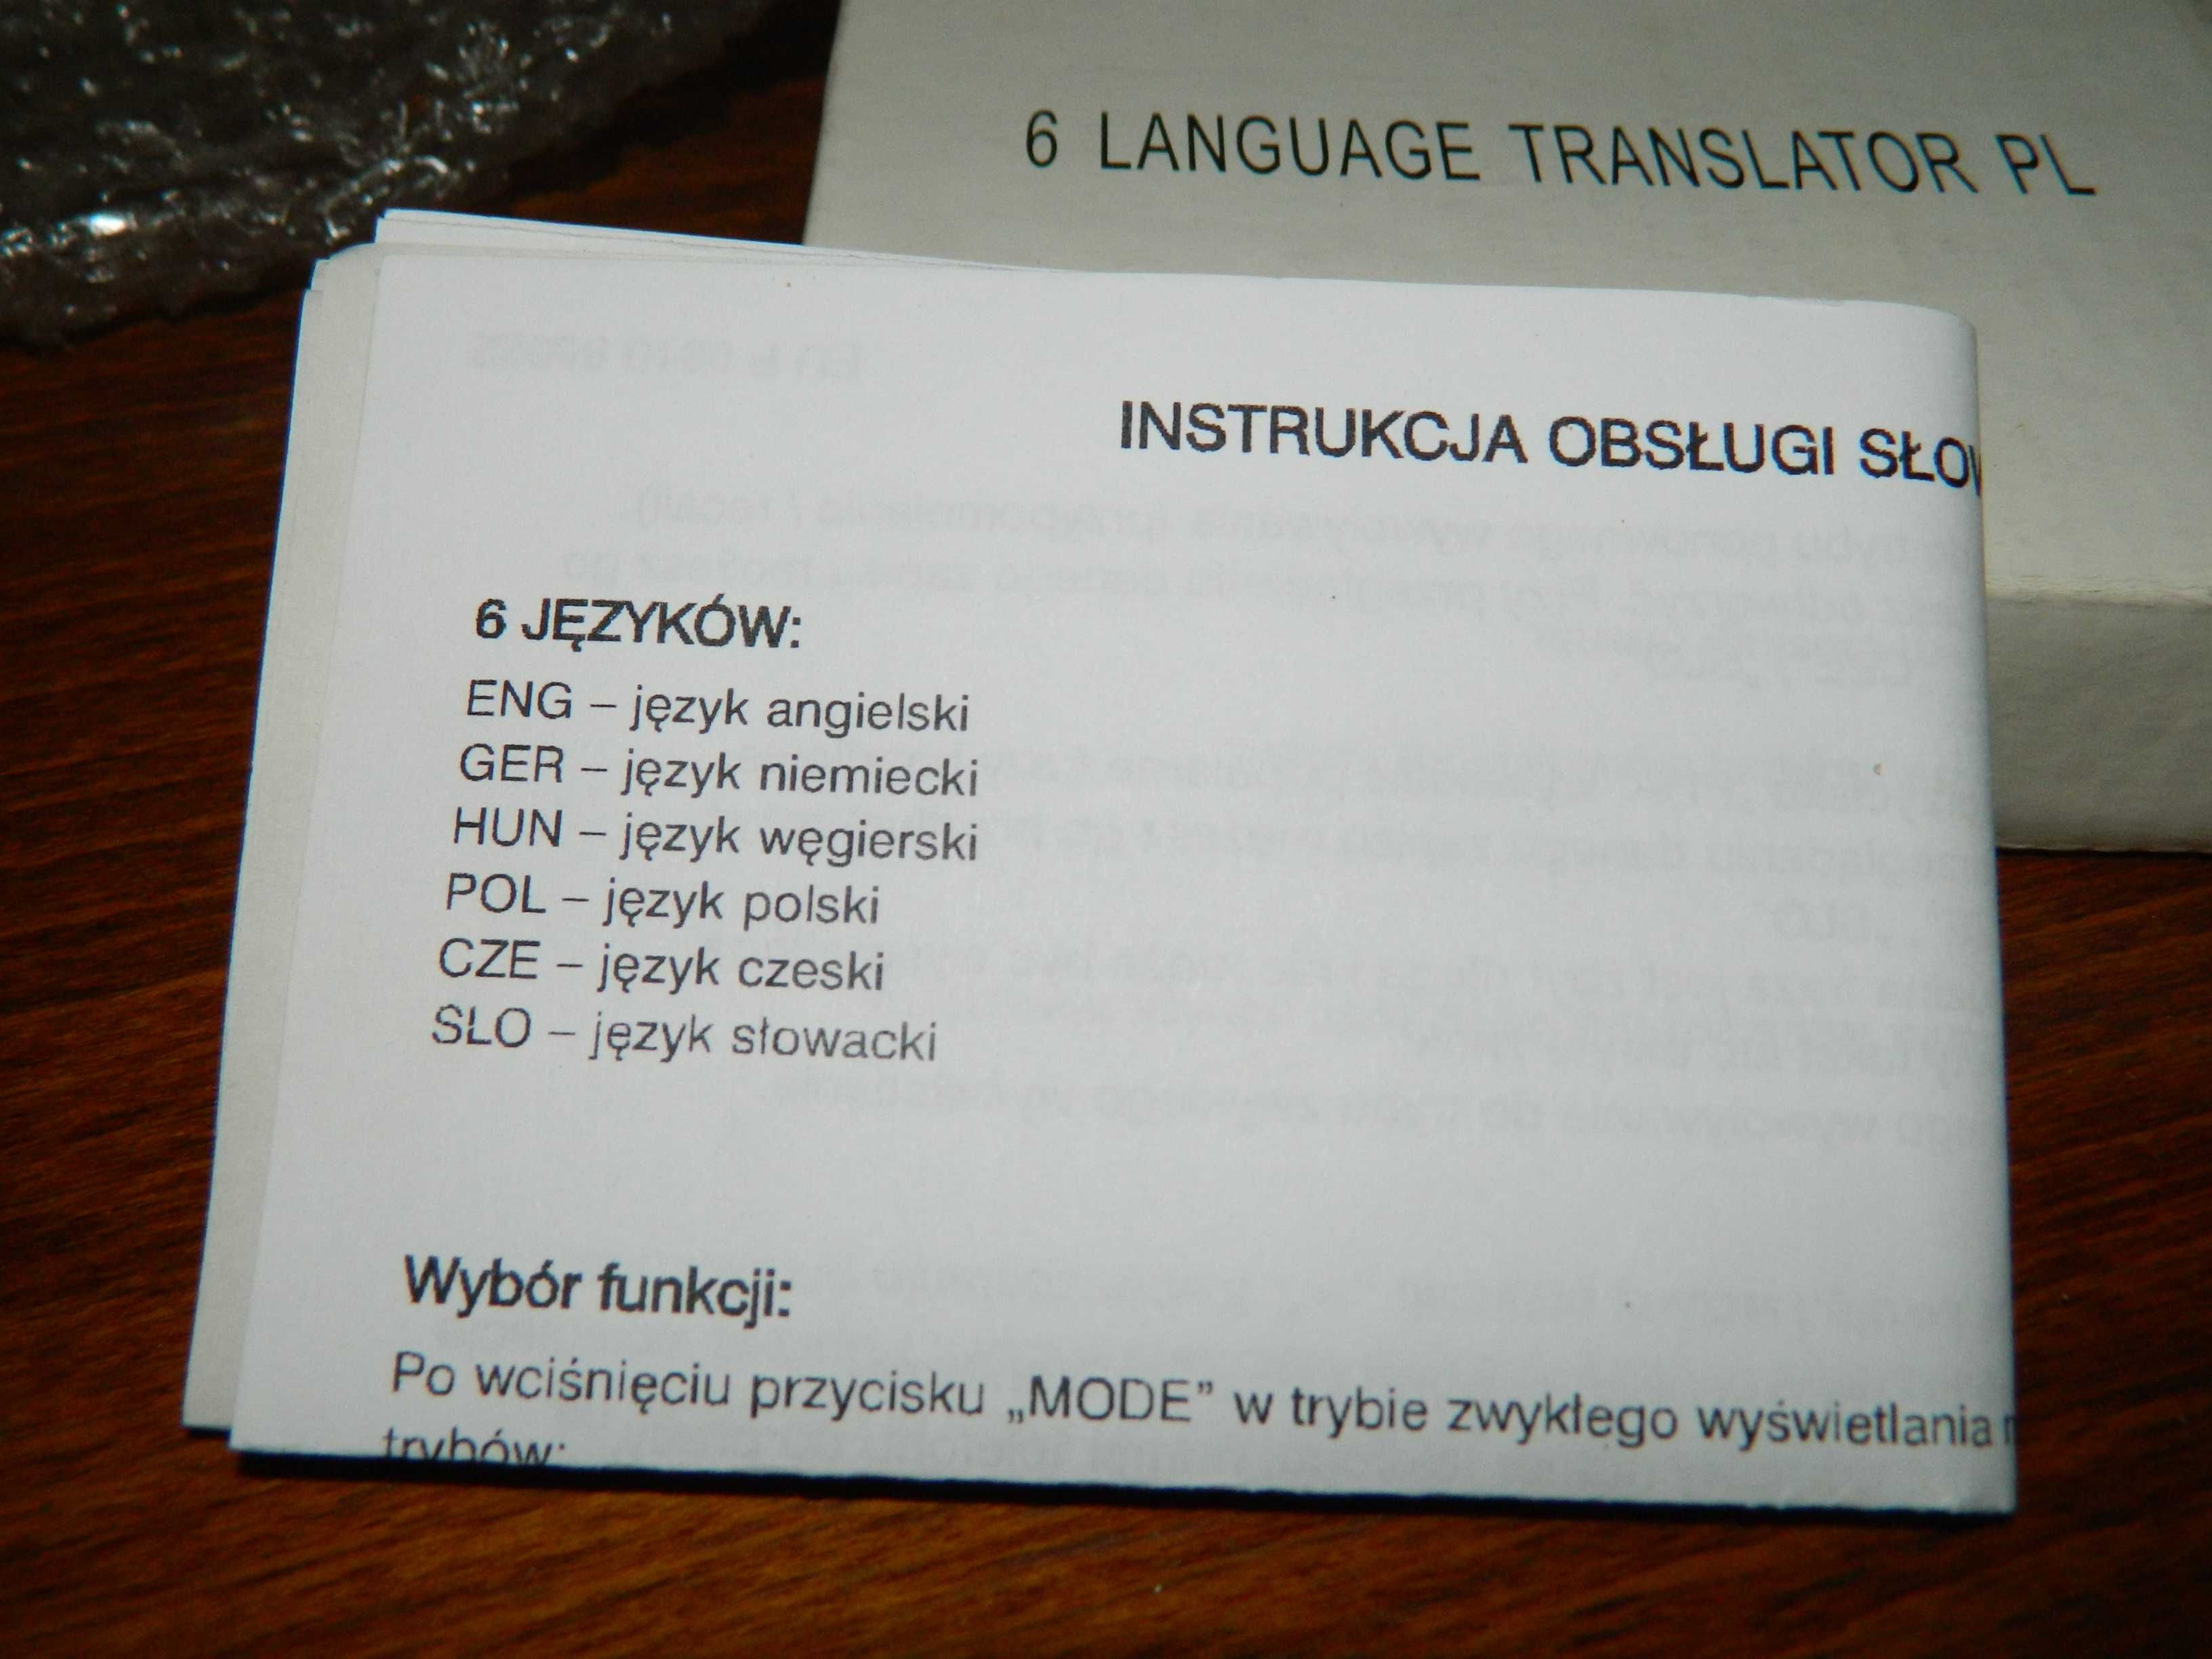 6 LANGUAGE TRANSLATOR PL
INSTRUKCJA OBSŁUGI
6 JĘZYKÓW:
ENG – język angielski
GER – język niemiecki
HUN – język węgierski
POL – język polski
CZE – język czeski
SLO – język słowacki
Wybór funkcji:
Po wciśnięciu przycisku „MODE” w trybie zwykłego wyświetlania
trybów: